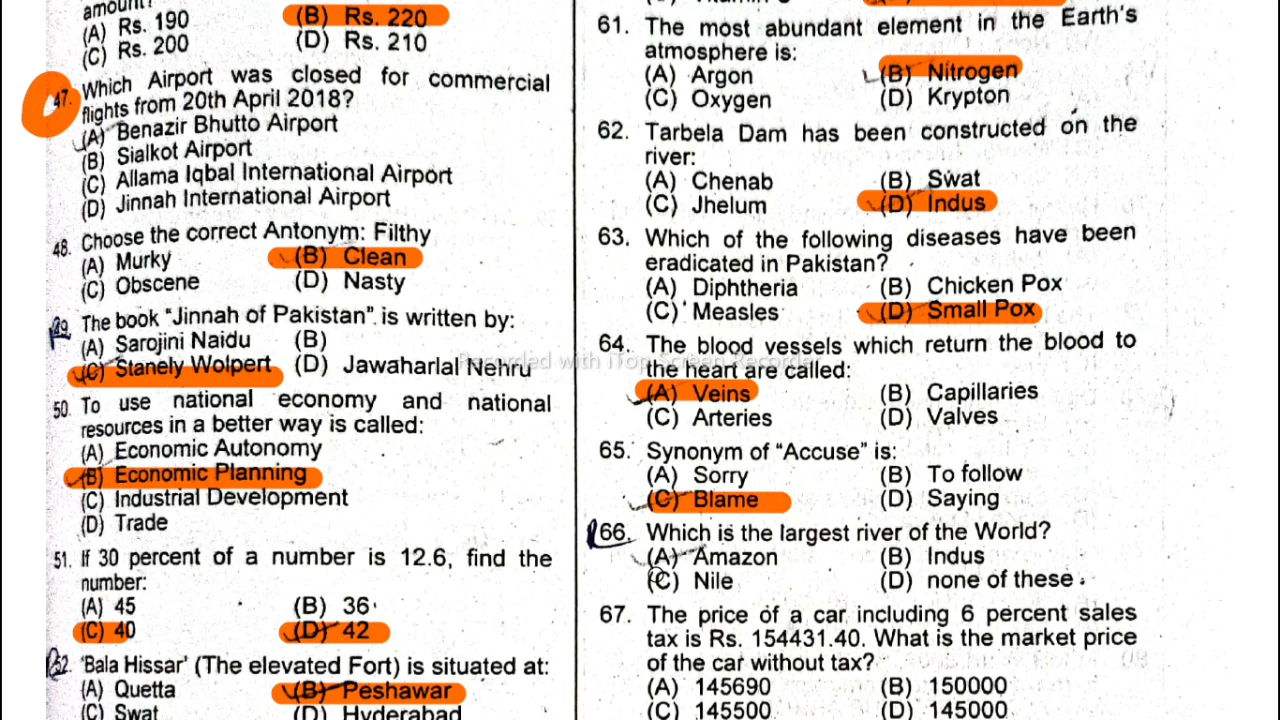 amount?
(A) Rs. 190 (B) Rs. 220
(C) Rs. 200 (D) Rs. 210
47. Which Airport was closed for commercial
flights from 20th April 2018?
(A) Benazir Bhutto Airport
(B) Sialkot Airport
(C) Allama Iqbal International Airport
(D) Jinnah International Airport
48. Choose the correct Antonym: Filthy
(A) Murky (B) Clean
(C) Obscene (D) Nasty
49. The book “Jinnah of Pakistan” is written by:
(A) Sarojini Naidu (B)
(C) Stanely Wolpert (D) Jawaharlal Nehru
50. To use national economy and national
resources in a better way is called:
(A) Economic Autonomy
(B) Economic Planning
(C) Industrial Development
(D) Trade
51. If 30 percent of a number is 12.6, find the
number:
(A) 45 (B) 36
(C) 40 (D) 42
52. 'Bala Hissar' (The elevated Fort) is situated at:
(A) Quetta (B) Peshawar
(C) Swat (D) Hyderabad
61. The most abundant element in the Earth's
atmosphere is:
(A) Argon (B) Nitrogen
(C) Oxygen (D) Krypton
62. Tarbela Dam has been constructed on the
river:
(A) Chenab (B) Swat
(C) Jhelum (D) Indus
63. Which of the following diseases have been
eradicated in Pakistan?
(A) Diphtheria (B) Chicken Pox
(C) Measles (D) Small Pox
64. The blood vessels which return the blood to
the heart are called:
(A) Veins (B) Capillaries
(C) Arteries (D) Valves
65. Synonym of “Accuse” is:
(A) Sorry (B) To follow
(C) Blame (D) Saying
66. Which is the largest river of the World?
(A) Amazon (B) Indus
(C) Nile (D) none of these
67. The price of a car including 6 percent sales
tax is Rs. 154431.40. What is the market price
of the car without tax?
(A) 145690 (B) 150000
(C) 145500 (D) 145000
Recorded with iTop Screen Recorder